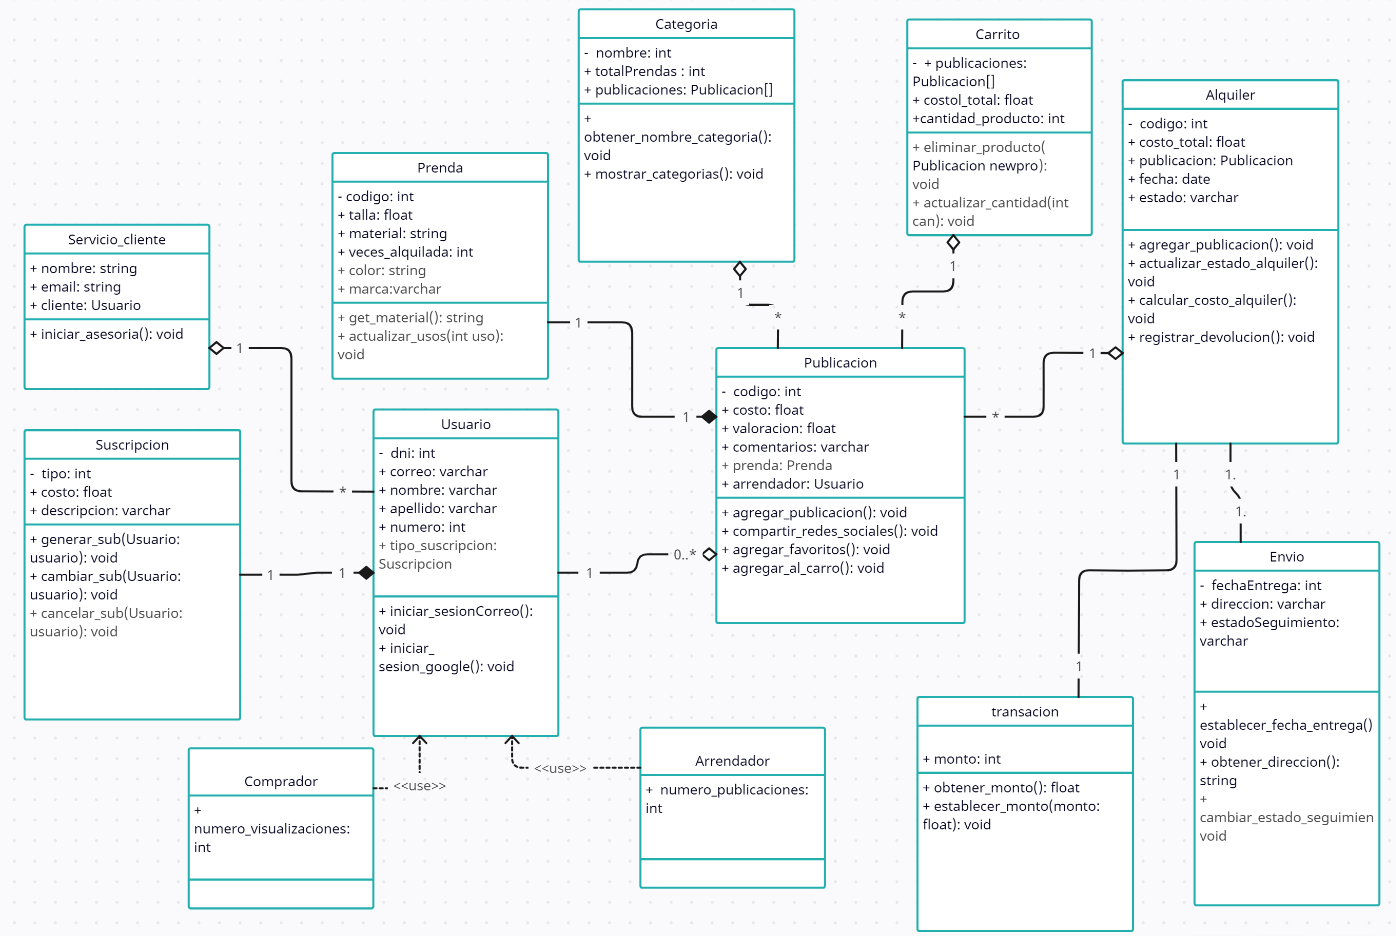 Categoria
- nombre: int
+ totalPrendas : int
+ publicaciones: Publicacion[]
+
obtener_nombre_categoria():
void
+ mostrar_categorias(): void
Carrito
- + publicaciones:
Publicacion[]
+ costol_total: float
+cantidad_producto: int
+ eliminar_producto(
Publicacion newpro):
void
+ actualizar_cantidad(int
can): void
Alquiler
- codigo: int
+ costo_total: float
+ publicacion: Publicacion
+ fecha: date
+ estado: varchar
+ agregar_publicacion(): void
+ actualizar_estado_alquiler():
void
+ calcular_costo_alquiler():
void
+ registrar_devolucion(): void
Prenda
- codigo: int
+ talla: float
+ material: string
+ veces_alquilada: int
+ color: string
+ marca:varchar
+ get_material(): string
+ actualizar_usos(int uso):
void
Servicio_cliente
+ nombre: string
+ email: string
+ cliente: Usuario
+ iniciar_asesoria(): void
1
*
1
1
1
*
1
*
1
*
Publicacion
- codigo: int
+ costo: float
+ valoracion: float
+ comentarios: varchar
+ prenda: Prenda
+ arrendador: Usuario
+ agregar_publicacion(): void
+ compartir_redes_sociales(): void
+ agregar_favoritos(): void
+ agregar_al_carro(): void
Suscripcion
- tipo: int
+ costo: float
+ descripcion: varchar
+ generar_sub(Usuario:
usuario): void
+ cambiar_sub(Usuario:
usuario): void
+ cancelar_sub(Usuario:
usuario): void
1
1
Usuario
- dni: int
+ correo: varchar
+ nombre: varchar
+ apellido: varchar
+ numero: int
+ tipo_suscripcion:
Suscripcion
+ iniciar_sesionCorreo():
void
+ iniciar_
sesion_google(): void
1
0..*
1
1
1.
1.
Envio
- fechaEntrega: int
+ direccion: varchar
+ estadoSeguimiento:
varchar
+
establecer_fecha_entrega()
void
+ obtener_direccion():
string
+
cambiar_estado_seguimien
void
transacion
+ monto: int
+ obtener_monto(): float
+ establecer_monto(monto:
float): void
Comprador
+
numero_visualizaciones:
int
<<use>>
<<use>>
Arrendador
+ numero_publicaciones:
int